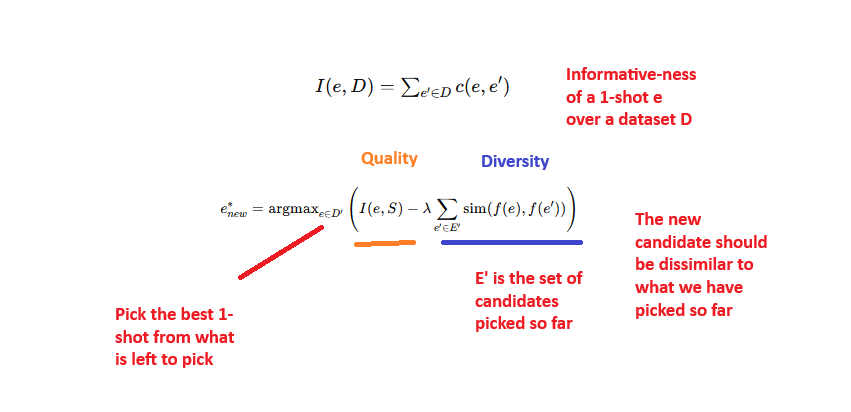 I(e, D) = ∑_{e′∈D} c(e, e′)
Informative-ness
of a 1-shot e
over a dataset D
Quality
Diversity
e*_{new} = argmax_{e∈D′} ( I(e, S) − λ ∑_{e′∈E′} sim(f(e), f(e′)) )
The new
candidate should
be dissimilar to
what we have
picked so far
E' is the set of
candidates
picked so far
Pick the best 1-
shot from what
is left to pick